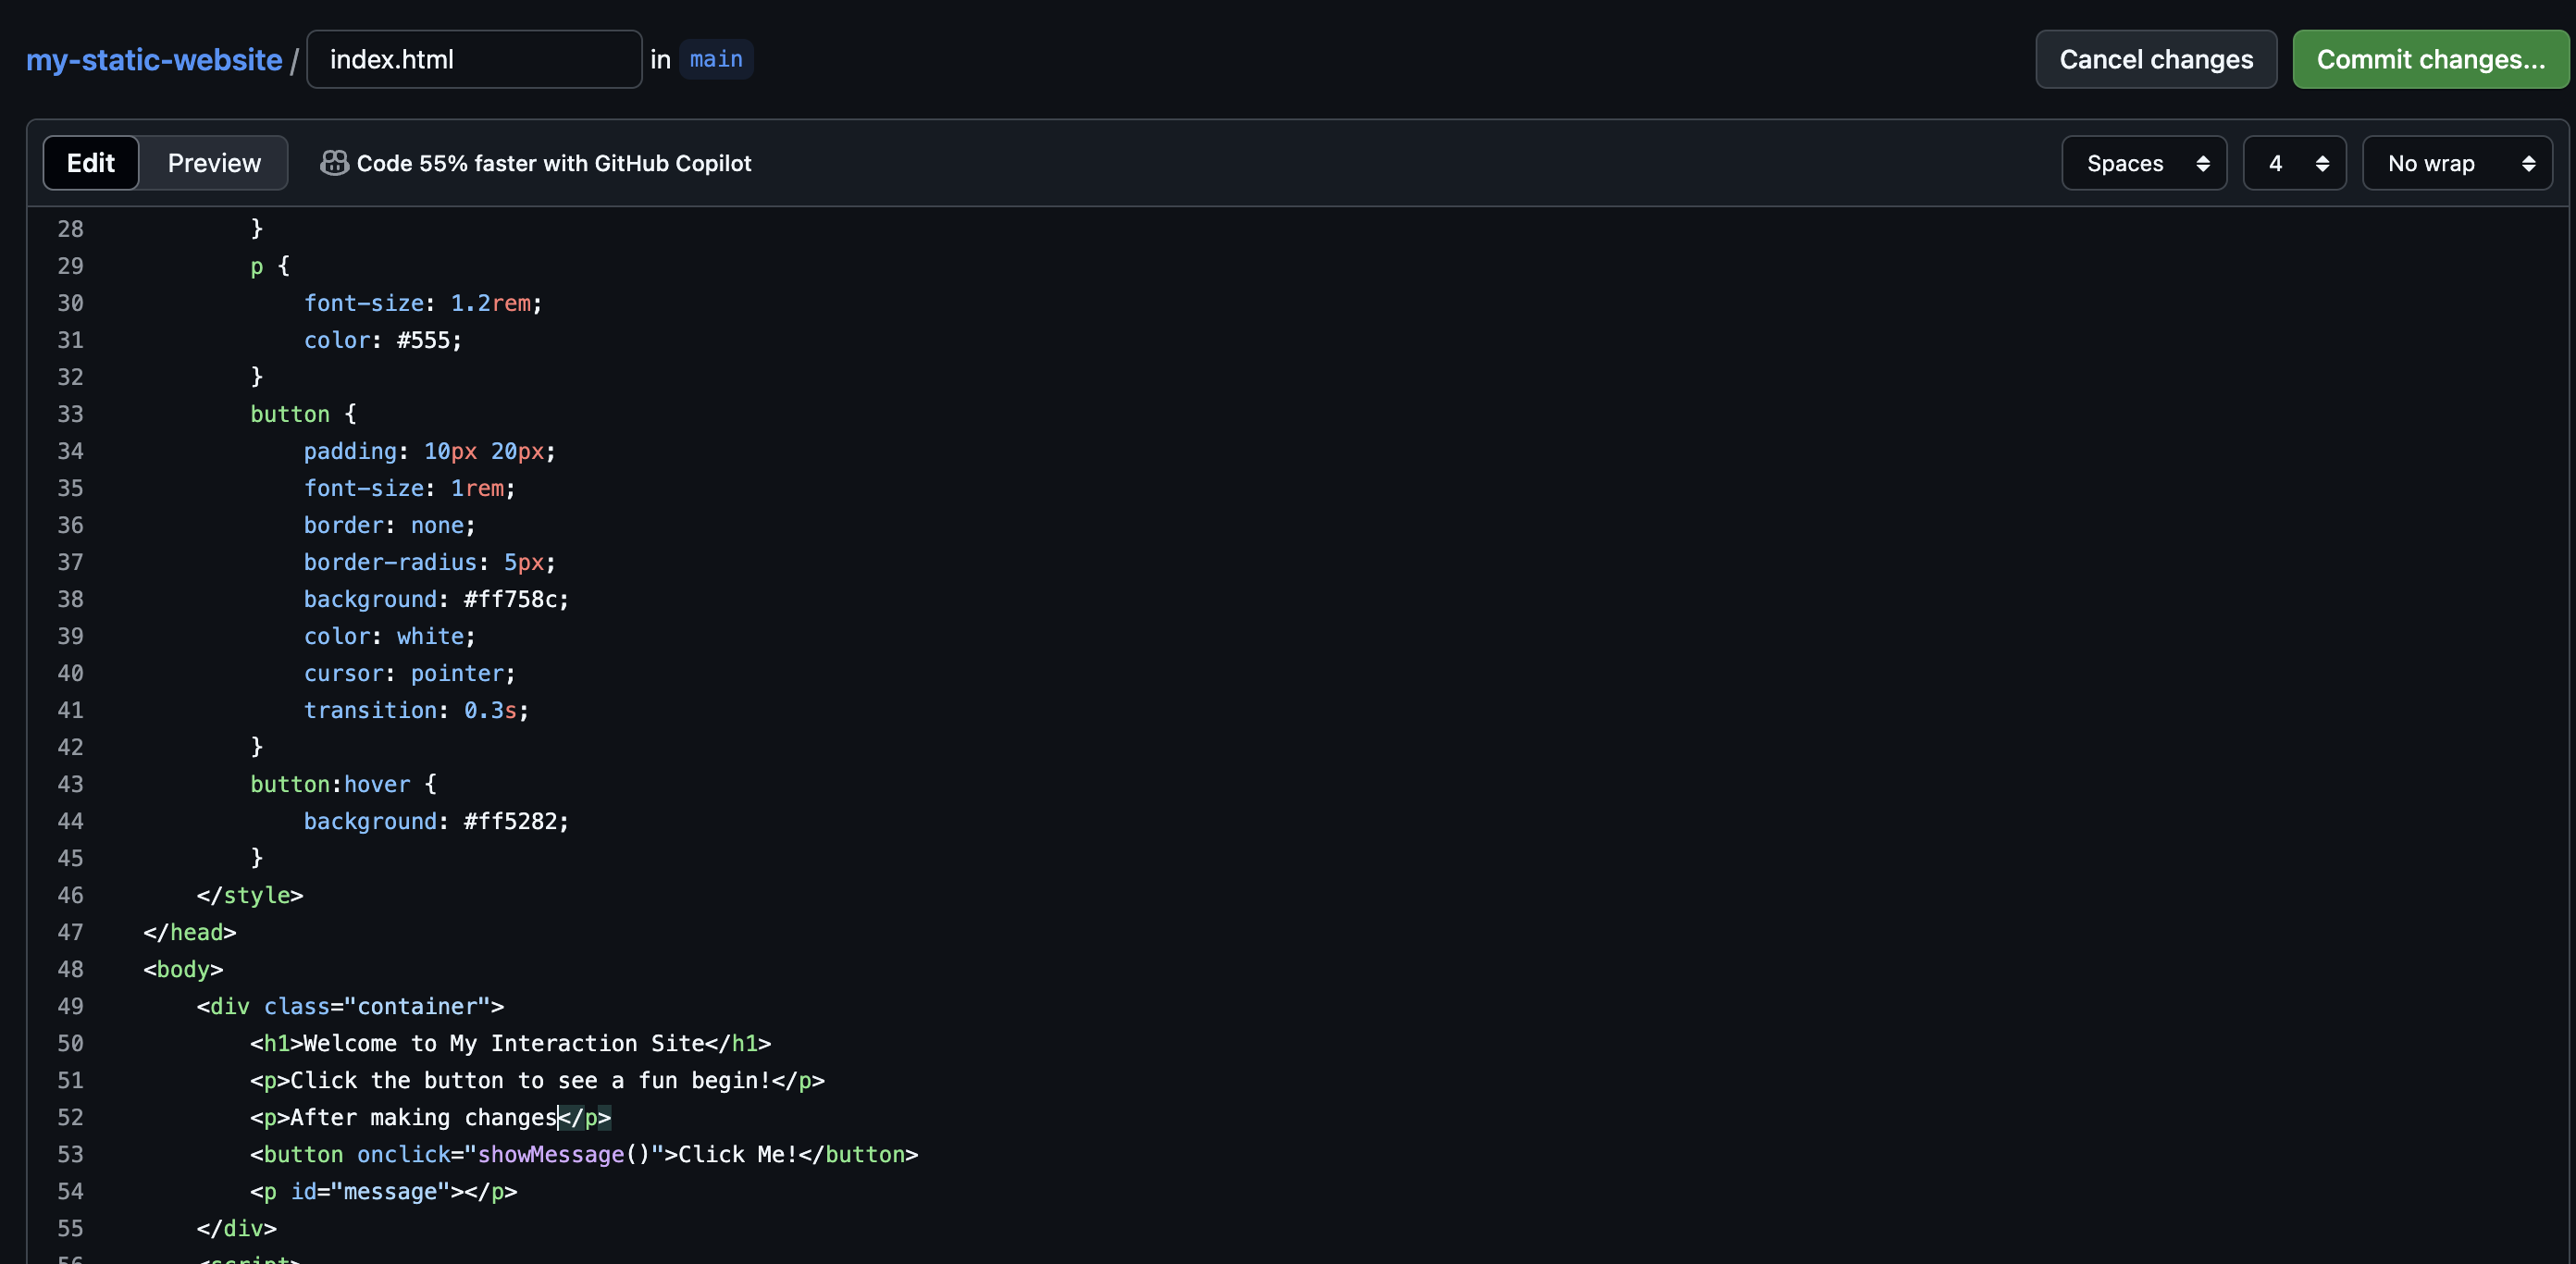 my-static-website / index.html in main Cancel changes Commit changes...
Edit Preview Code 55% faster with GitHub Copilot Spaces 4 No wrap
28 }
29 p {
30 font-size: 1.2rem;
31 color: #555;
32 }
33 button {
34 padding: 10px 20px;
35 font-size: 1rem;
36 border: none;
37 border-radius: 5px;
38 background: #ff758c;
39 color: white;
40 cursor: pointer;
41 transition: 0.3s;
42 }
43 button:hover {
44 background: #ff5282;
45 }
46 </style>
47 </head>
48 <body>
49 <div class="container">
50 <h1>Welcome to My Interaction Site</h1>
51 <p>Click the button to see a fun begin!</p>
52 <p>After making changes</p>
53 <button onclick="showMessage()">Click Me!</button>
54 <p id="message"></p>
55 </div>
56 <script>